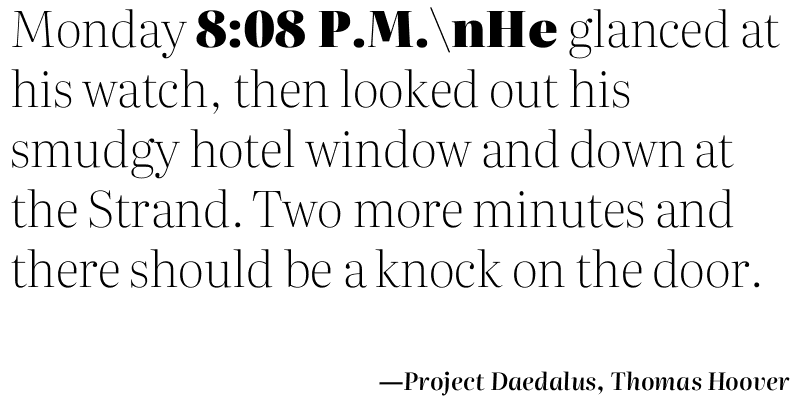 Monday 8:08 P.M.\nHe glanced at
his watch, then looked out his
smudgy hotel window and down at
the Strand. Two more minutes and
there should be a knock on the door.
—Project Daedalus, Thomas Hoover